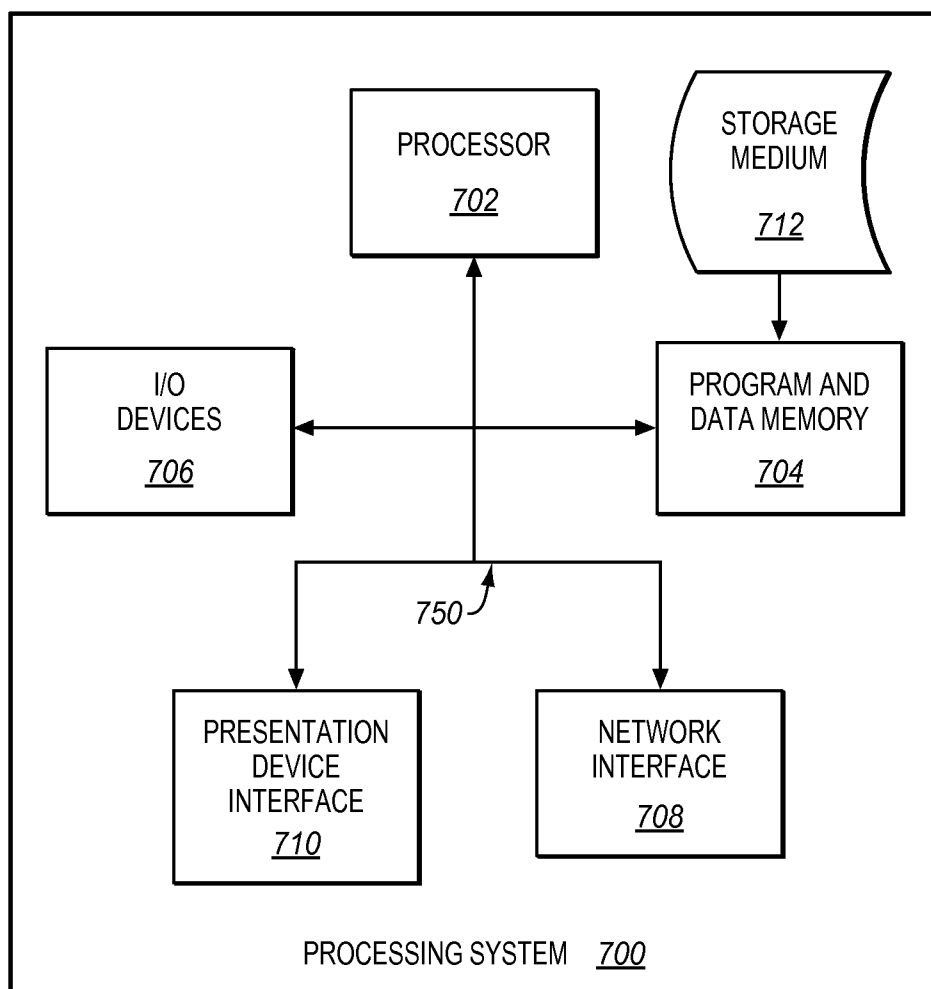 PROCESSOR
702
STORAGE
MEDIUM
712
I/O
DEVICES
706
PROGRAM AND
DATA MEMORY
704
750
PRESENTATION
DEVICE
INTERFACE
710
NETWORK
INTERFACE
708
PROCESSING SYSTEM 700